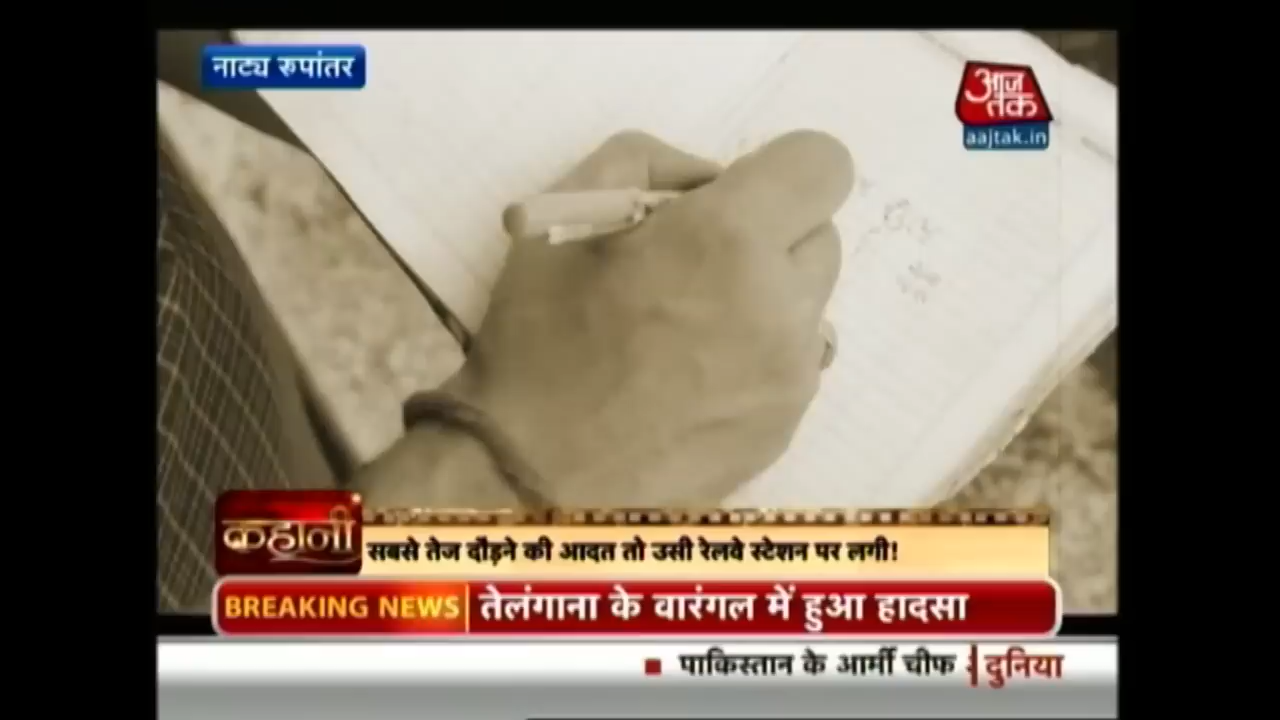 नाट्य रुपांतर
आज तक
aajtak.in
कहानी
सबसे तेज दौड़ने की आदत तो उसी रेलवे स्टेशन पर लगी!
BREAKING NEWS तेलंगाना के वारंगल में हुआ हादसा
पाकिस्तान के आर्मी चीफ दुनिया